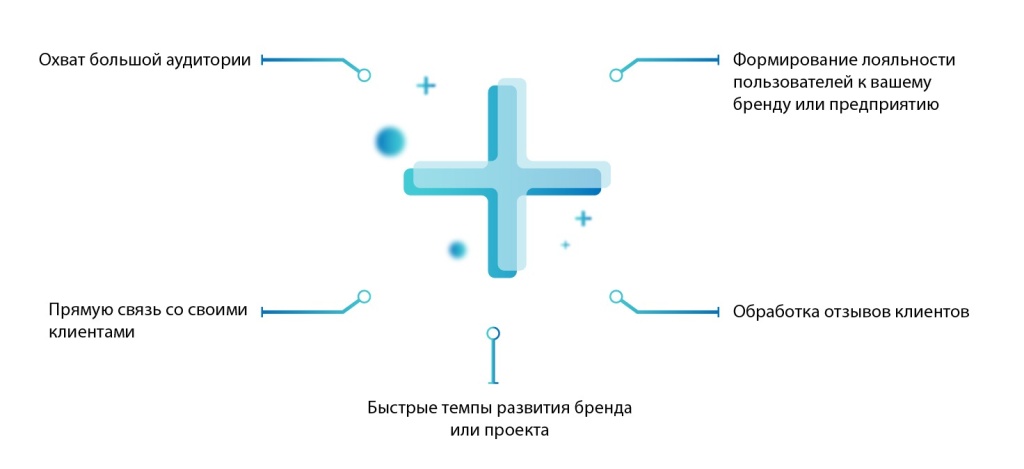 Охват большой аудитории
Формирование лояльности
пользователей к вашему
бренду или предприятию
Прямую связь со своими
клиентами
Обработка отзывов клиентов
Быстрые темпы развития бренда
или проекта